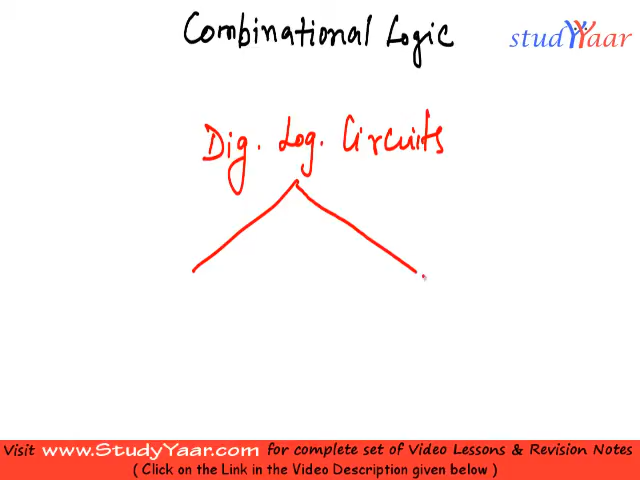 Combinational Logic
studYYaar
Dig. Log. Circuits
Visit www.StudyYaar.com for complete set of Video Lessons & Revision Notes
( Click on the Link in the Video Description given below )